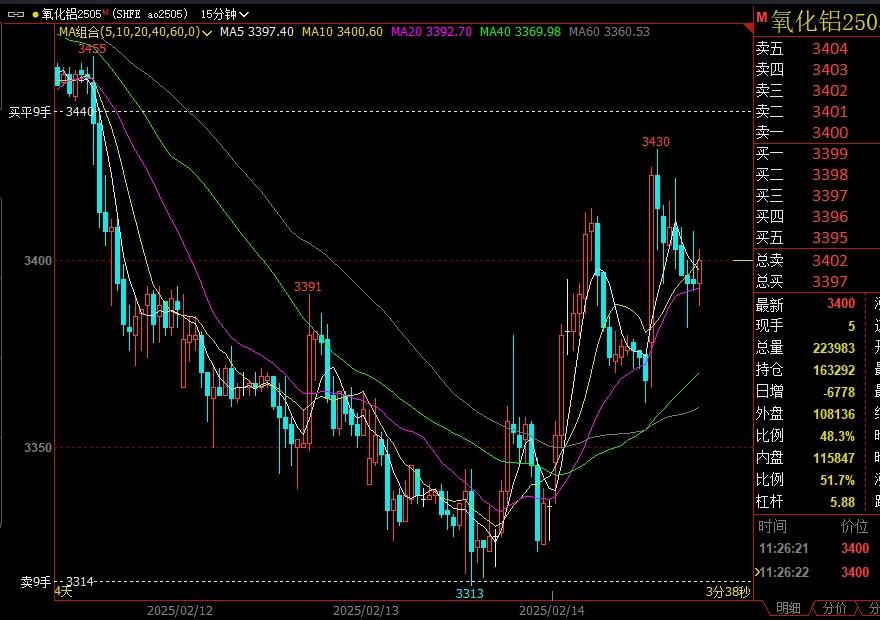 氧化铝2505M(SHFE ao2505) 15分钟
MA组合(5,10,20,40,60,0) MA5 3397.40 MA10 3400.60 MA20 3392.70 MA40 3369.98 MA60 3360.53
3455
买平9手 3440
3430
3400
3391
3350
卖9手 3314
4天
3313
3分38秒
2025/02/12 2025/02/13 2025/02/14
M 氧化铝250
卖五 3404
卖四 3403
卖三 3402
卖二 3401
卖一 3400
买一 3399
买二 3398
买三 3397
买四 3396
买五 3395
总卖 3402
总买 3397
最新 3400
现手 5
总量 223983
持仓 163292
日增 -6778
外盘 108136
比例 48.3%
内盘 115847
比例 51.7%
杠杆 5.88
时间 价位
11:26:21 3400
11:26:22 3400
明细 分价 分